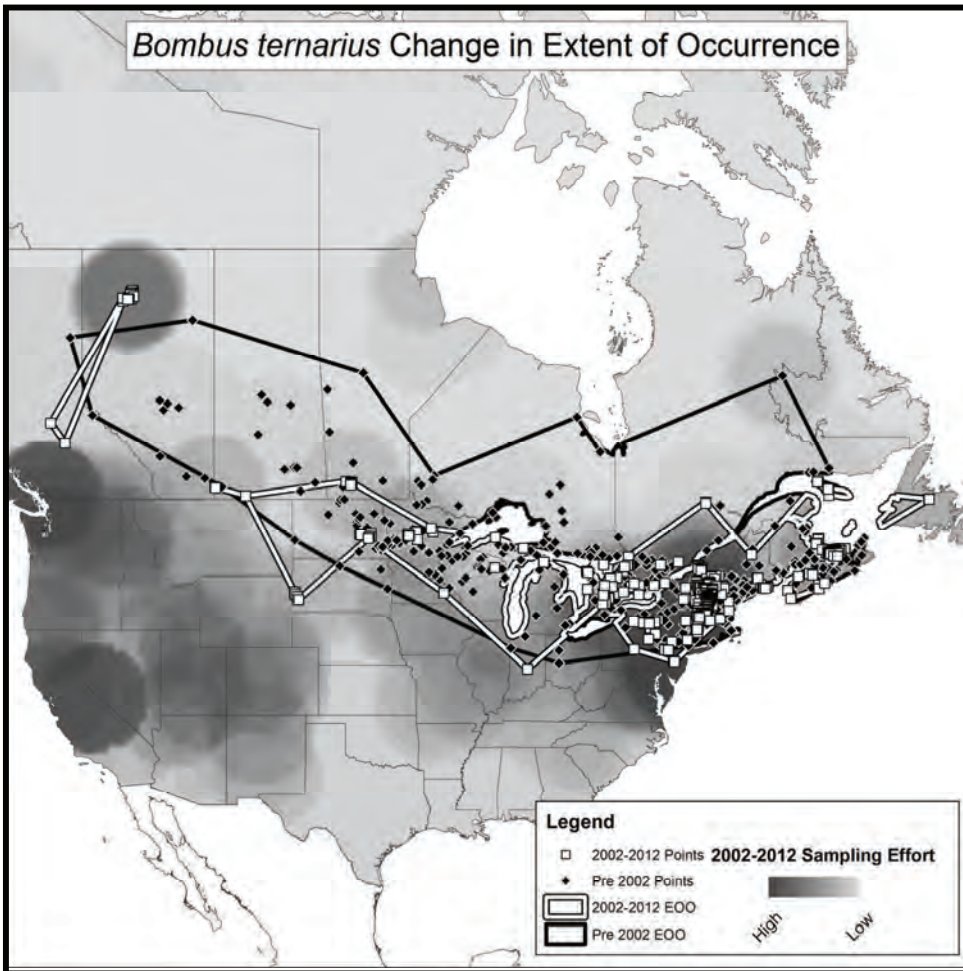 Bombus ternarius Change in Extent of Occurrence
Legend
2002-2012 Points
Pre 2002 Points
2002-2012 EOO
Pre 2002 EOO
2002-2012 Sampling Effort
High
Low